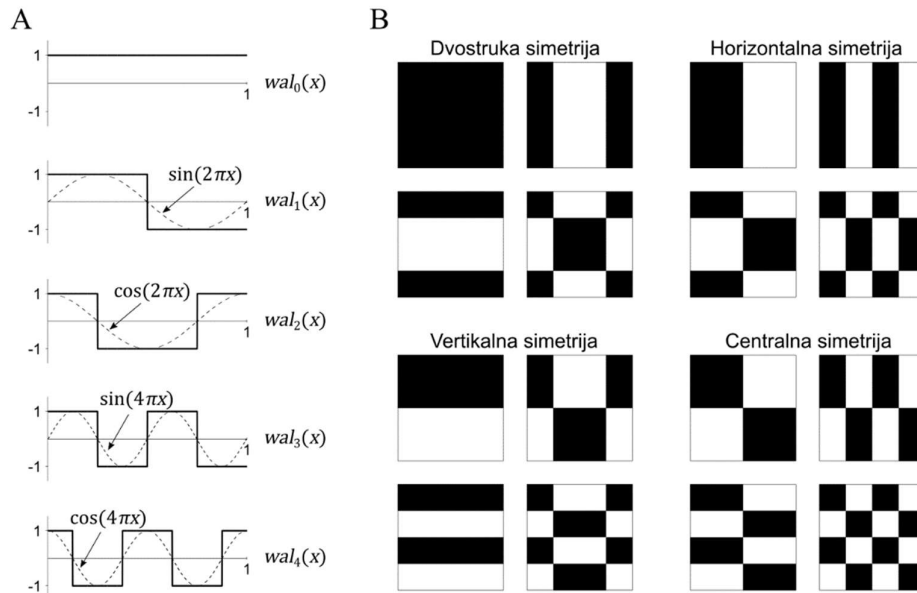 A
1
-1
1
wal₀(x)
1
-1
sin(2πx)
1
wal₁(x)
1
-1
cos(2πx)
1
wal₂(x)
1
-1
sin(4πx)
1
wal₃(x)
1
-1
cos(4πx)
1
wal₄(x)
B
Dvostruka simetrija
Horizontalna simetrija
Vertikalna simetrija
Centralna simetrija